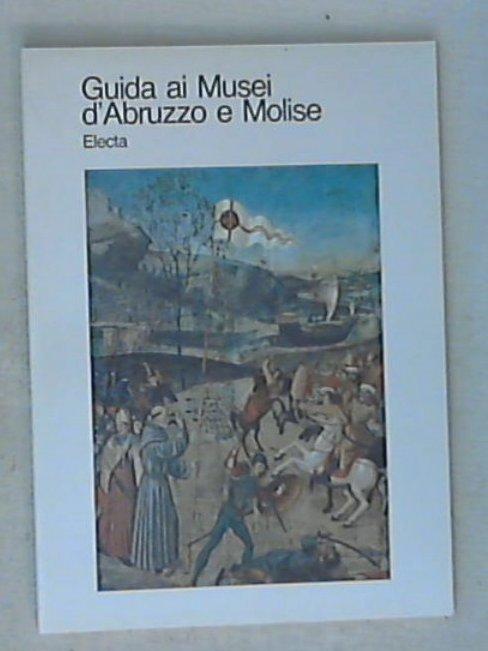 Guida ai Musei
d'Abruzzo e Molise
Electa